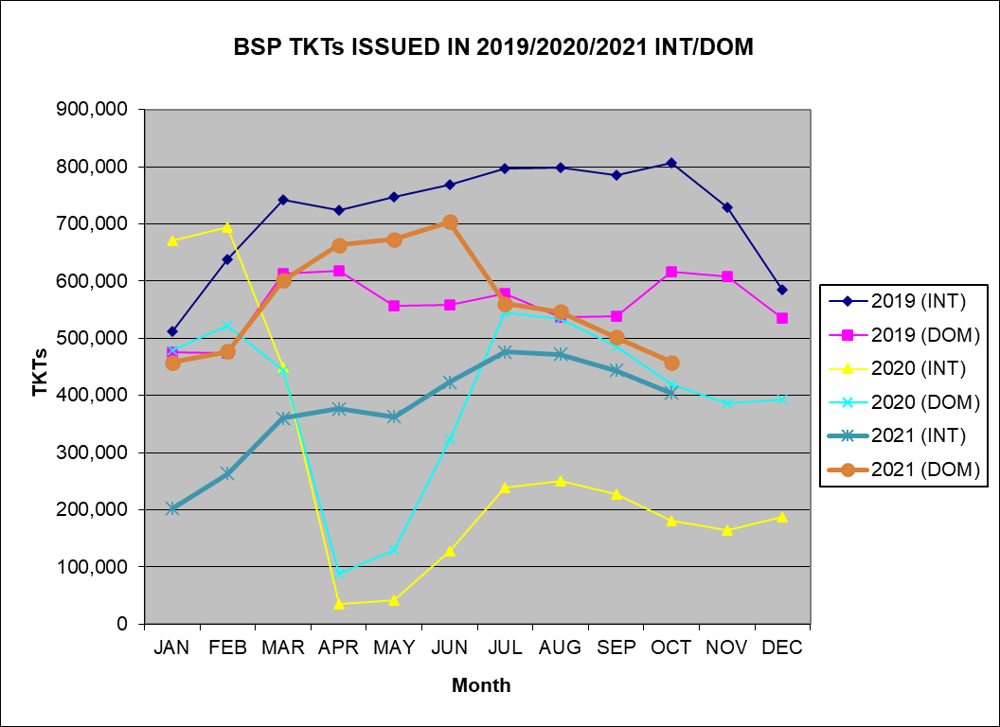 BSP TKTs ISSUED IN 2019/2020/2021 INT/DOM
900,000
800,000
700,000
600,000
500,000
400,000
300,000
200,000
100,000
0
TKTs
JAN FEB MAR APR MAY JUN JUL AUG SEP OCT NOV DEC
Month
2019 (INT)
2019 (DOM)
2020 (INT)
2020 (DOM)
2021 (INT)
2021 (DOM)